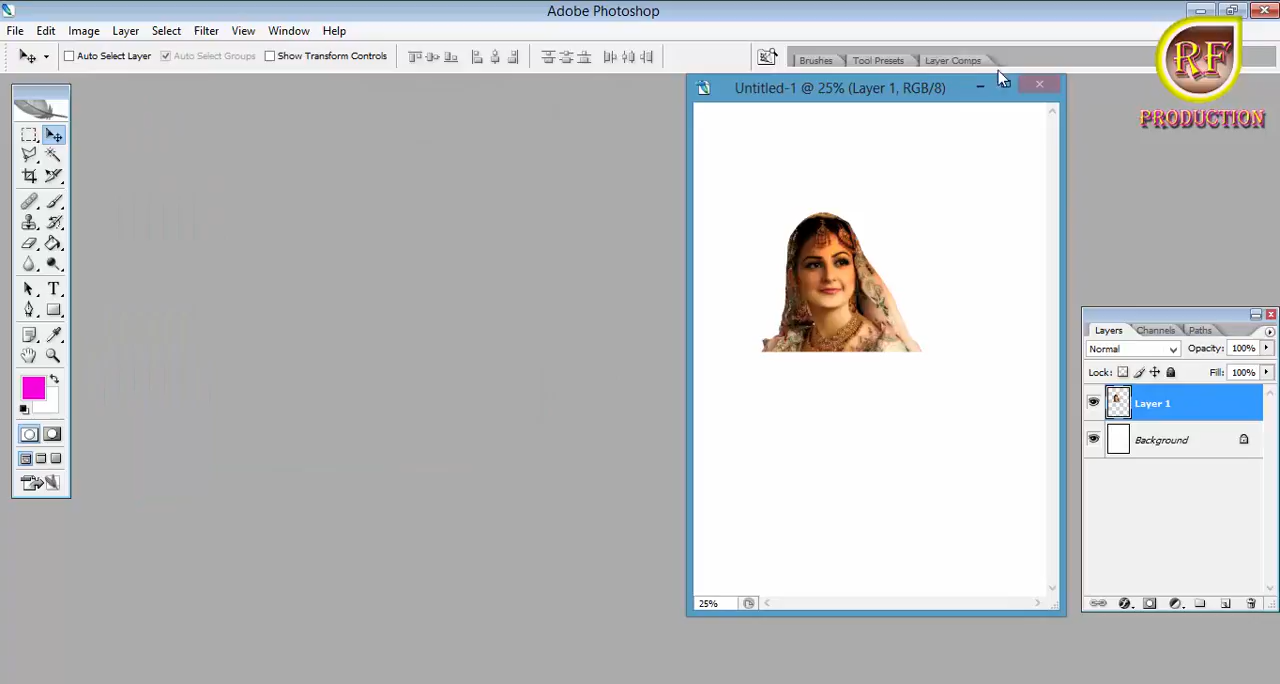 Adobe Photoshop
File Edit Image Layer Select Filter View Window Help
Auto Select Layer Auto Select Groups Show Transform Controls
Brushes Tool Presets Layer Comps
RF
PRODUCTION
Untitled-1 @ 25% (Layer 1, RGB/8)
T
Layers Channels Paths
Normal Opacity: 100%
Lock: Fill: 100%
Layer 1
Background
25%